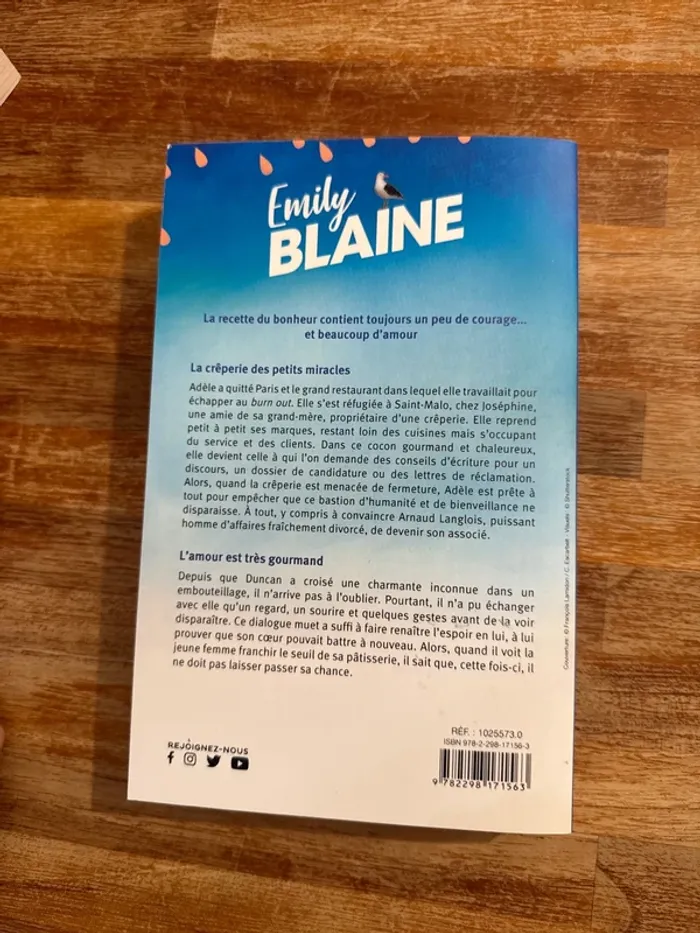 Emily
BLAINE
La recette du bonheur contient toujours un peu de courage...
et beaucoup d'amour
La crêperie des petits miracles
Adèle a quitté Paris et le grand restaurant dans lequel elle travaillait pour
échapper au burn out. Elle s'est réfugiée à Saint-Malo, chez Joséphine,
une amie de sa grand-mère, propriétaire d'une crêperie. Elle reprend
petit à petit ses marques, restant loin des cuisines mais s'occupant
du service et des clients. Dans ce cocon gourmand et chaleureux,
elle devient celle à qui l'on demande des conseils d'écriture pour un
discours, un dossier de candidature ou des lettres de réclamation.
Alors, quand la crêperie est menacée de fermeture, Adèle est prête à
tout pour empêcher que ce bastion d'humanité et de bienveillance ne
disparaisse. À tout, y compris à convaincre Arnaud Langlois, puissant
homme d'affaires fraîchement divorcé, de devenir son associé.
L'amour est très gourmand
Depuis que Duncan a croisé une charmante inconnue dans un
embouteillage, il n'arrive pas à l'oublier. Pourtant, il n'a pu échanger
avec elle qu'un regard, un sourire et quelques gestes avant de la voir
disparaître. Ce dialogue muet a suffi à faire renaître l'espoir en lui, à lui
prouver que son cœur pouvait battre à nouveau. Alors, quand il voit la
jeune femme franchir le seuil de sa pâtisserie, il sait que, cette fois-ci, il
ne doit pas laisser passer sa chance.
REJOIGNEZ-NOUS
RÉF. : 1025573.0
ISBN 978-2-298-17156-3
9 782298 171563
Couverture : © François Lamidon / C. Escarbelt - Visuels : © Shutterstock